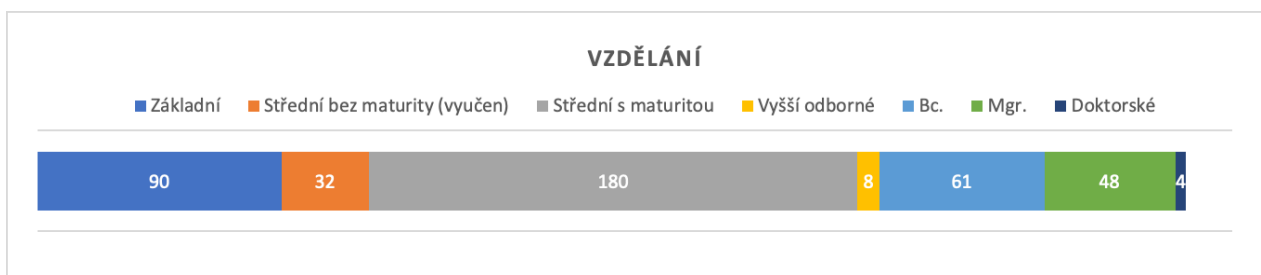 VZDĚLÁNÍ
Základní Střední bez maturity (vyučen) Střední s maturitou Vyšší odborné Bc. Mgr. Doktorské
90 32 180 8 61 48 4